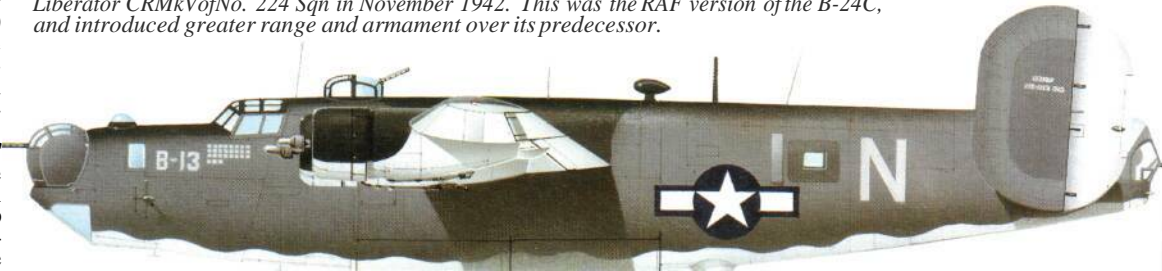 Liberator CRMkVofNo. 224 Sqn in November 1942. This was the RAF version of the B-24C,
and introduced greater range and armament over its predecessor.
B-13
N